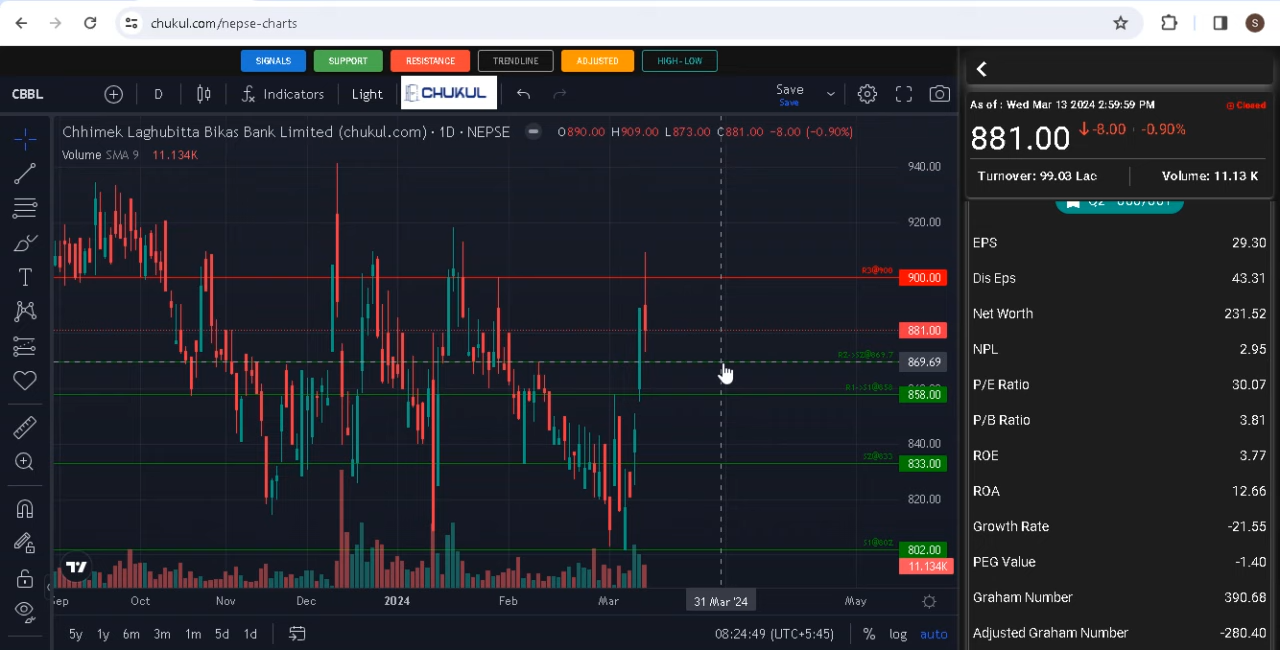 chukul.com/nepse-charts
S
SIGNALS SUPPORT RESISTANCE TRENDLINE ADJUSTED HIGH-LOW
CBBL D Indicators Light CHUKUL Save
Save
Chhimek Laghubitta Bikas Bank Limited (chukul.com) · 1D · NEPSE O890.00 H909.00 L873.00 C881.00 -8.00 (-0.90%)
Volume SMA 9 11.134K
940.00
920.00
R3@900 900.00
881.00
869.69
858.00
840.00
833.00
820.00
802.00
11.134K
Oct Nov Dec 2024 Feb Mar 31 Mar '24 May
5y 1y 6m 3m 1m 5d 1d 08:24:49 (UTC+5:45) % log auto
As of : Wed Mar 13 2024 2:59:59 PM Closed
881.00 -8.00 · -0.90%
Turnover: 99.03 Lac Volume: 11.13 K
EPS 29.30
Dis Eps 43.31
Net Worth 231.52
NPL 2.95
P/E Ratio 30.07
P/B Ratio 3.81
ROE 3.77
ROA 12.66
Growth Rate -21.55
PEG Value -1.40
Graham Number 390.68
Adjusted Graham Number -280.40